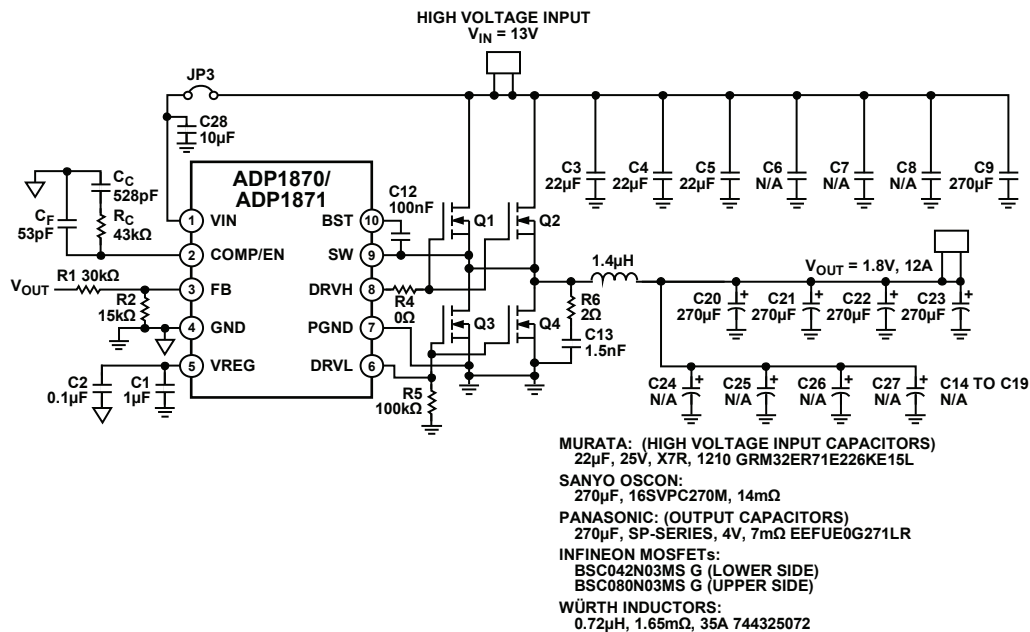 HIGH VOLTAGE INPUT
VIN = 13V
JP3
C28
10µF
C3
22µF
C4
22µF
C5
22µF
C6
N/A
C7
N/A
C8
N/A
C9
270µF
CC
528pF
CF
53pF
RC
43kΩ
ADP1870/
ADP1871
1 VIN
2 COMP/EN
3 FB
4 GND
5 VREG
BST 10
SW 9
DRVH 8
PGND 7
DRVL 6
C12
100nF
Q1
Q2
VOUT
R1 30kΩ
R2
15kΩ
R4
0Ω
Q3
Q4
1.4µH
R6
2Ω
C13
1.5nF
VOUT = 1.8V, 12A
C20
270µF
+
C21
270µF
+
C22
270µF
+
C23
270µF
+
C2
0.1µF
C1
1µF
R5
100kΩ
C24
N/A
+
C25
N/A
+
C26
N/A
+
C27
N/A
+
C14 TO C19
N/A
MURATA: (HIGH VOLTAGE INPUT CAPACITORS)
22µF, 25V, X7R, 1210 GRM32ER71E226KE15L
SANYO OSCON:
270µF, 16SVPC270M, 14mΩ
PANASONIC: (OUTPUT CAPACITORS)
270µF, SP-SERIES, 4V, 7mΩ EEFUE0G271LR
INFINEON MOSFETs:
BSC042N03MS G (LOWER SIDE)
BSC080N03MS G (UPPER SIDE)
WÜRTH INDUCTORS:
0.72µH, 1.65mΩ, 35A 744325072